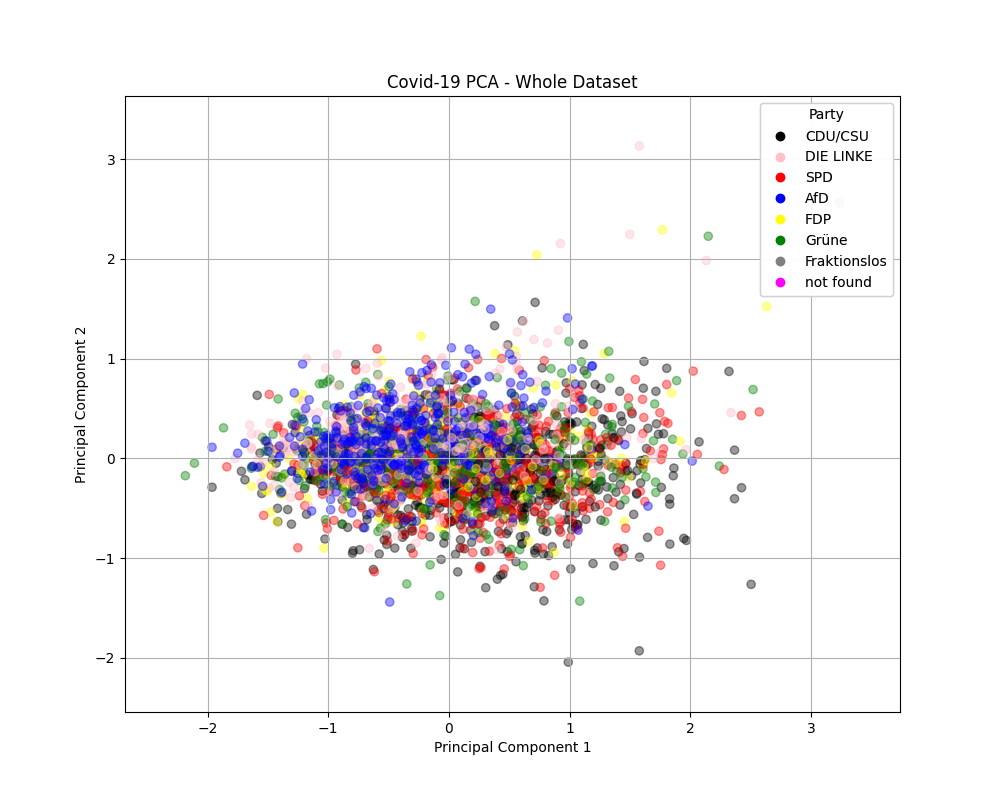 Covid-19 PCA - Whole Dataset
Party
CDU/CSU
DIE LINKE
SPD
AfD
FDP
Grüne
Fraktionslos
not found
3
2
1
0
−1
−2
Principal Component 2
−2
−1
0
1
2
3
Principal Component 1